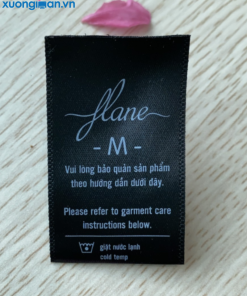 xuongimian.vn
flane
- M -
Vui lòng bảo quản sản phẩm
theo hướng dẫn dưới đây.
Please refer to garment care
instructions below.
giặt nước lạnh
cold temp